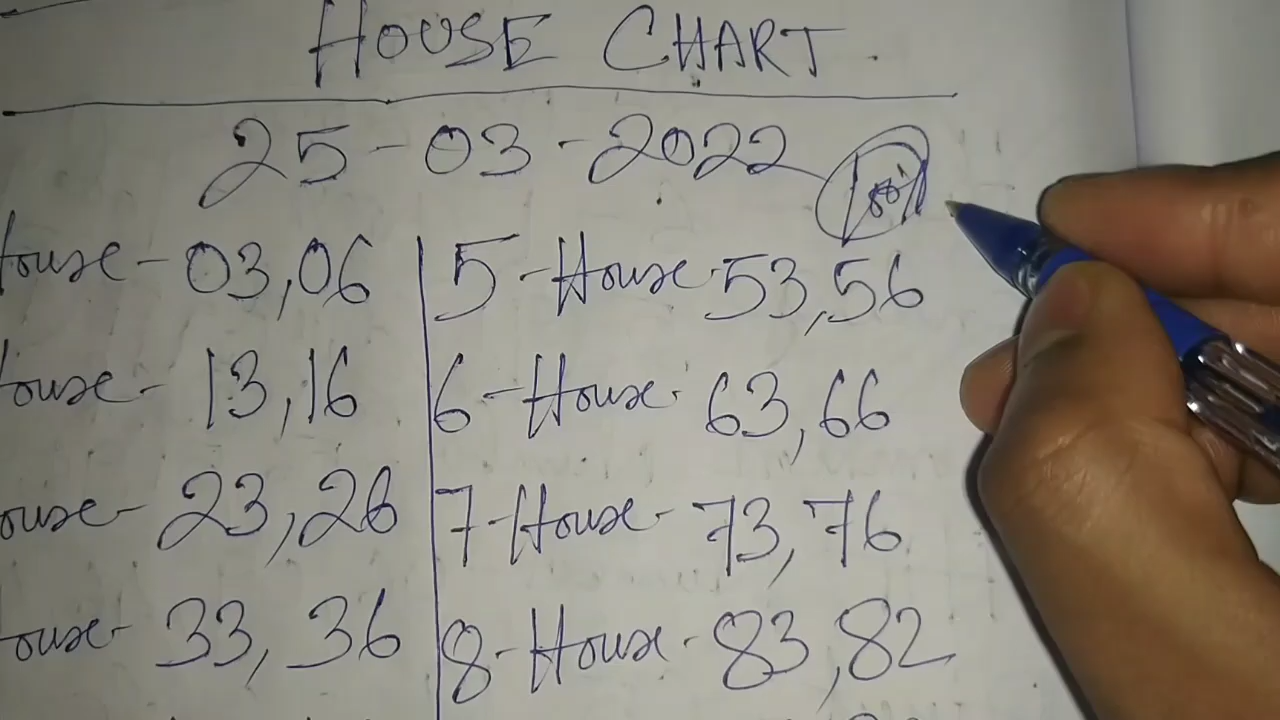 HOUSE CHART.
25-03-2022
ouse-03,06 5-House 53,56
ouse-13,16 6-House 63,66
ouse-23,26 7-House-73,76
ouse-33,36 8-House-83,82